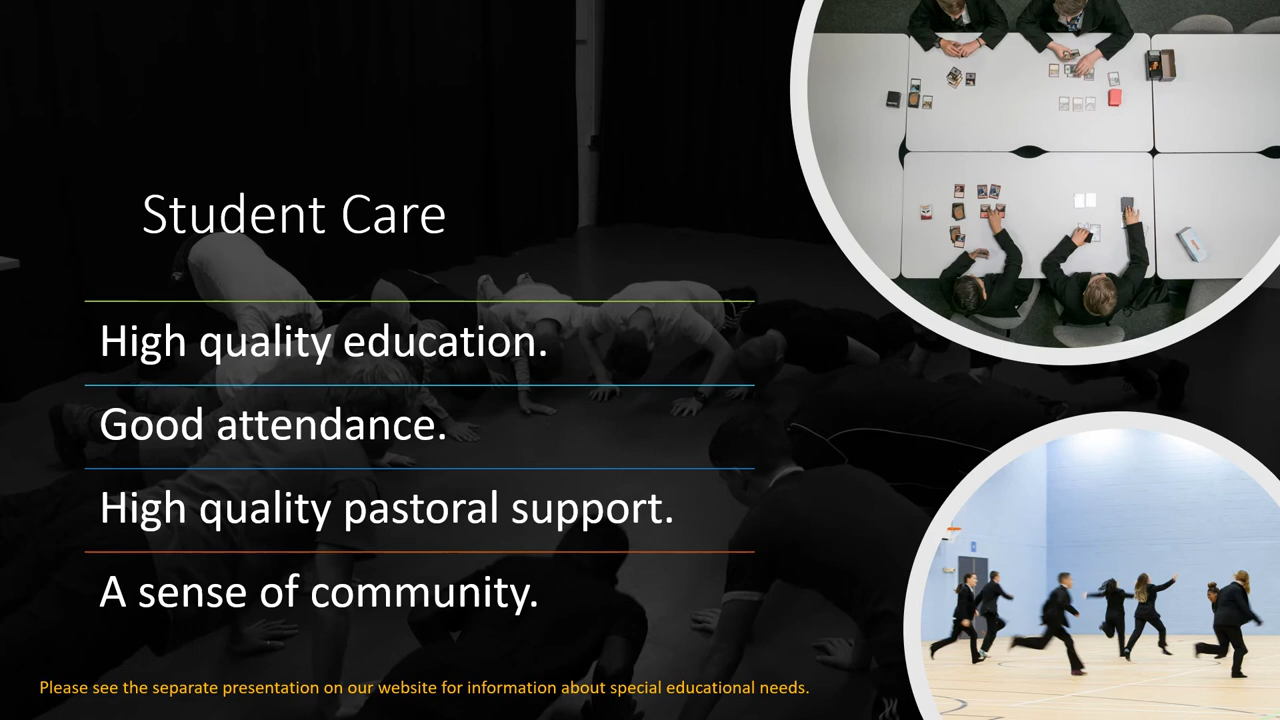 Student Care
High quality education.
Good attendance.
High quality pastoral support.
A sense of community.
Please see the separate presentation on our website for information about special educational needs.